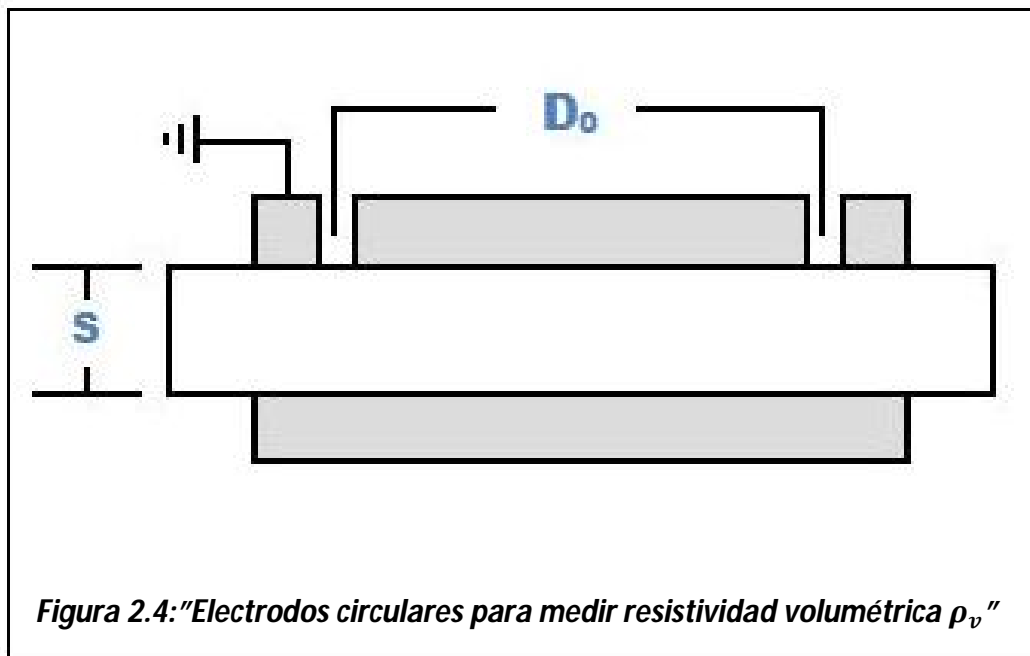 D₀
S
Figura 2.4:"Electrodos circulares para medir resistividad volumétrica ρᵥ"